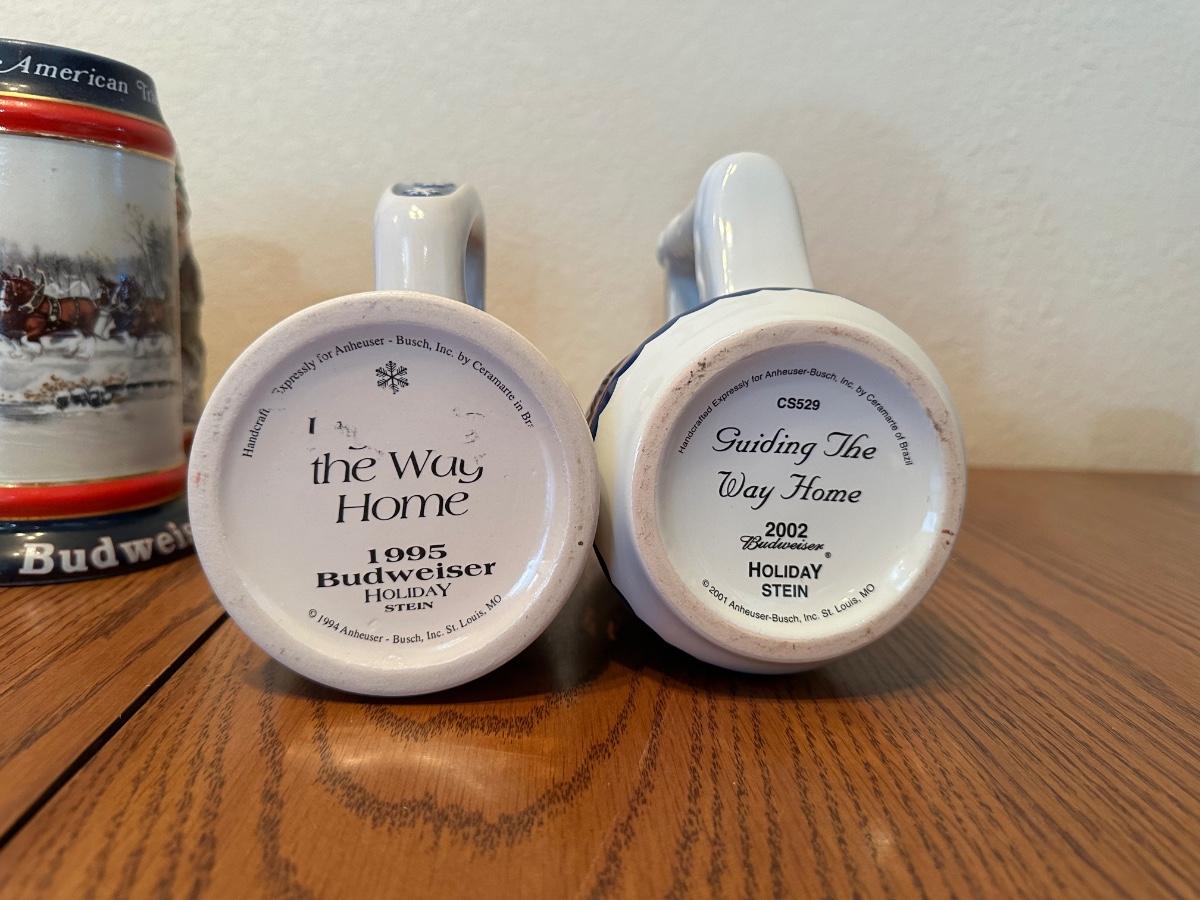 American
Budweis
Handcraft Expressly for Anheuser - Busch, Inc. by Ceramarte in Br
the Way
Home
1995
Budweiser
HOLIDAY
STEIN
© 1994 Anheuser - Busch, Inc. St. Louis, MO
Handcrafted Expressly for Anheuser-Busch, Inc. by Ceramarte of Brazil
CS529
Guiding The
Way Home
2002
Budweiser®
HOLIDAY
STEIN
© 2001 Anheuser-Busch, Inc. St. Louis, MO